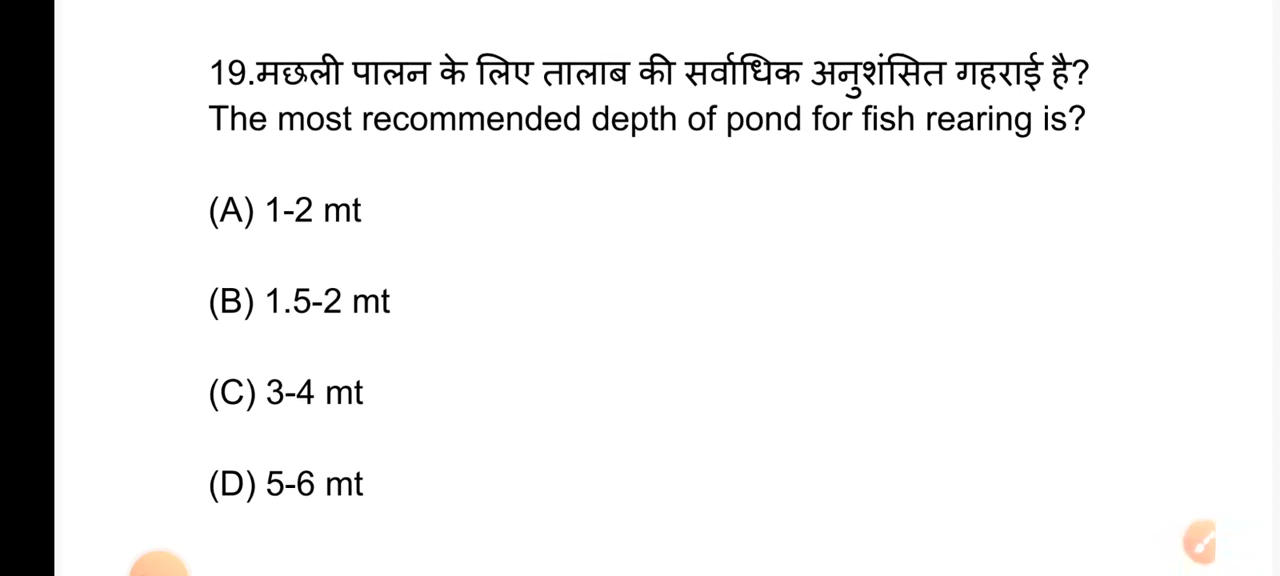 19.मछली पालन के लिए तालाब की सर्वाधिक अनुशंसित गहराई है?
The most recommended depth of pond for fish rearing is?
(A) 1-2 mt
(B) 1.5-2 mt
(C) 3-4 mt
(D) 5-6 mt